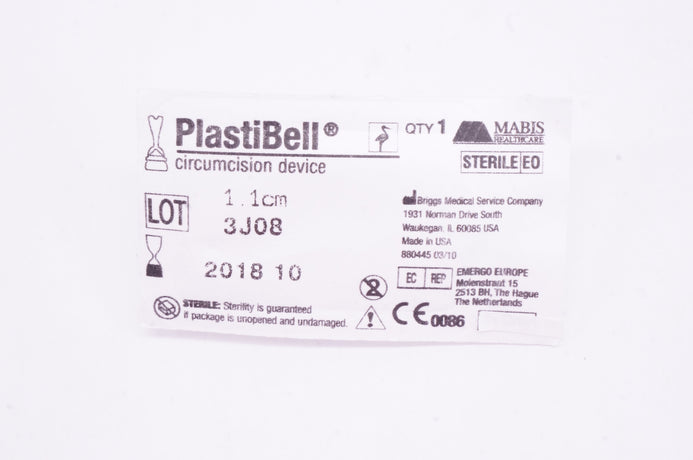 PlastiBell®
circumcision device
QTY 1
MABIS
HEALTHCARE
STERILE EO
1.1cm
LOT 3J08
2018 10
Briggs Medical Service Company
1931 Norman Drive South
Waukegan, IL 60085 USA
Made in USA
880445 03/10
EC REP
EMERGO EUROPE
Molenstraat 15
2513 BH, The Hague
The Netherlands
2
STERILE: Sterility is guaranteed
if package is unopened and undamaged.
CE 0086